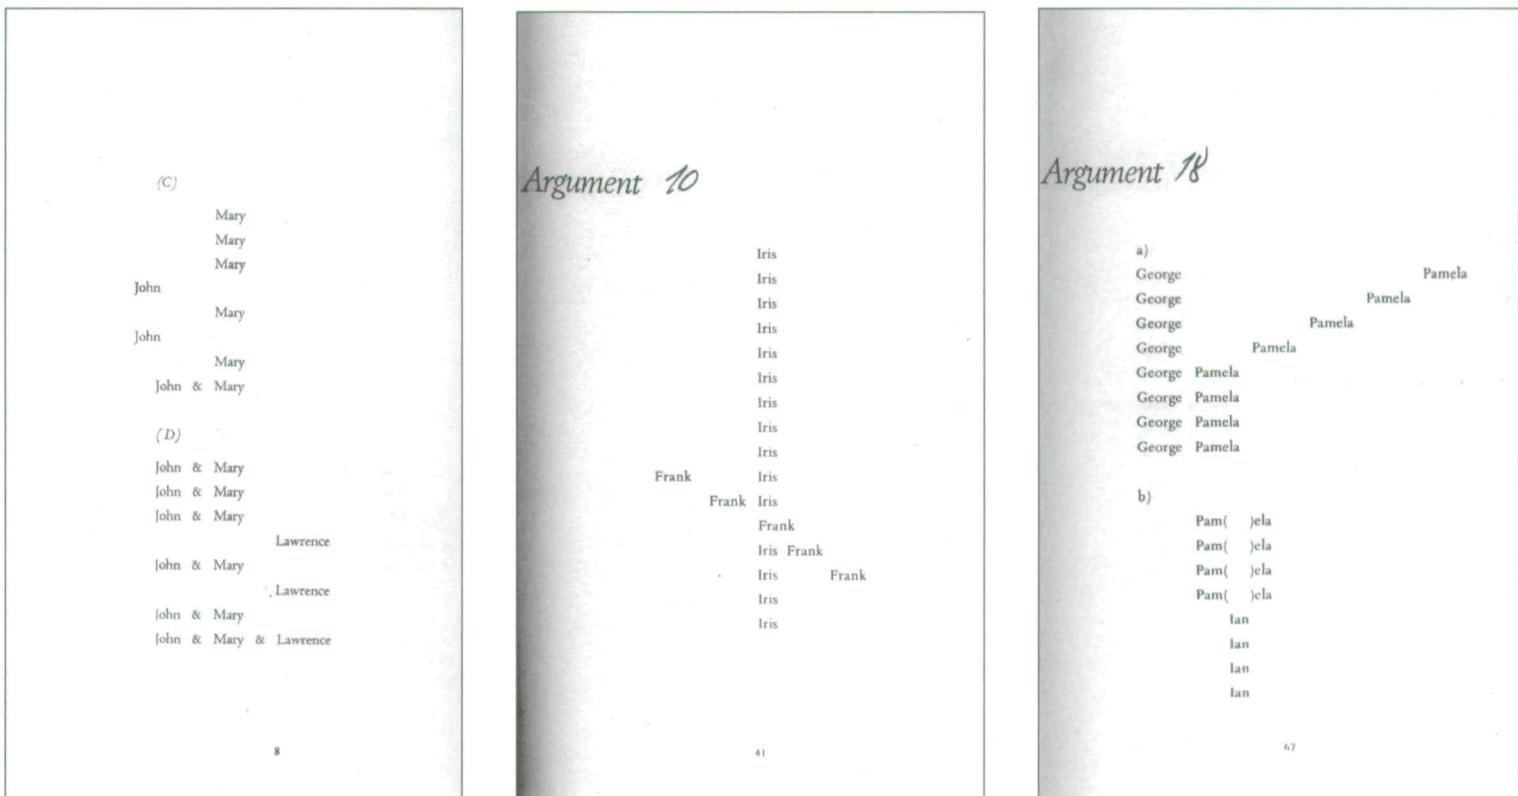 (C)
Mary
Mary
Mary
John
Mary
John
Mary
John & Mary
(D)
John & Mary
John & Mary
John & Mary
Lawrence
John & Mary
Lawrence
John & Mary
John & Mary & Lawrence
8
Argument 10
Iris
Iris
Iris
Iris
Iris
Iris
Iris
Iris
Iris
Frank Iris
Frank Iris
Frank
Iris Frank
Iris Frank
Iris
Iris
41
Argument 18
a)
George Pamela
George Pamela
George Pamela
George Pamela
George Pamela
George Pamela
George Pamela
George Pamela
b)
Pam( )ela
Pam( )ela
Pam( )ela
Pam( )ela
Ian
Ian
Ian
Ian
67